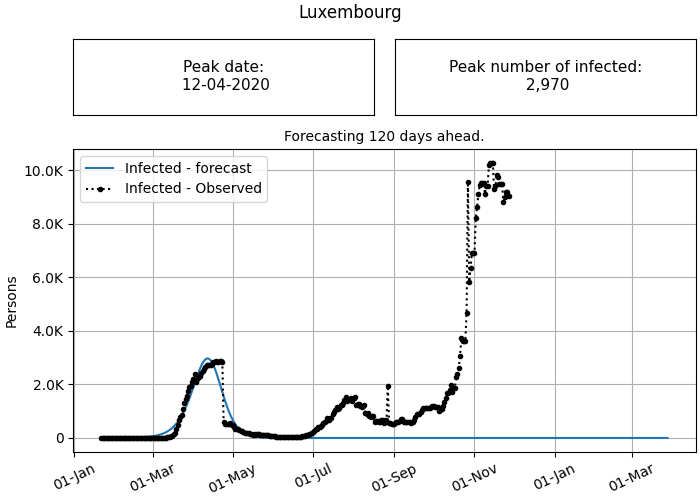 Luxembourg
Peak date:
12-04-2020
Peak number of infected:
2,970
Forecasting 120 days ahead.
Infected - forecast
Infected - Observed
10.0K
8.0K
6.0K
4.0K
2.0K
0
Persons
01-Jan
01-Mar
01-May
01-Jul
01-Sep
01-Nov
01-Jan
01-Mar